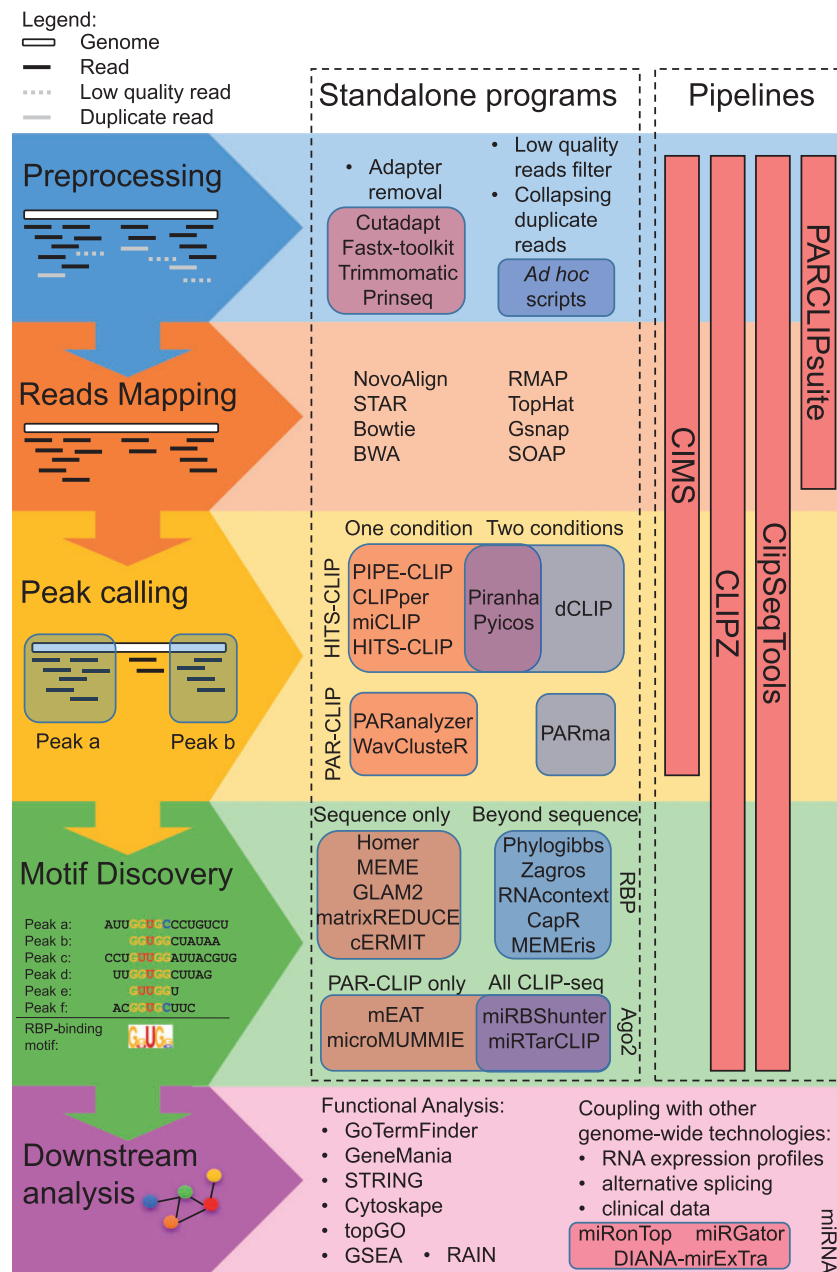 Legend:
Genome
Read
Low quality read
Duplicate read
Standalone programs
Pipelines
Preprocessing
• Adapter
removal
Cutadapt
Fastx-toolkit
Trimmomatic
Prinseq
• Low quality
reads filter
• Collapsing
duplicate
reads
Ad hoc
scripts
Reads Mapping
NovoAlign
STAR
Bowtie
BWA
RMAP
TopHat
Gsnap
SOAP
Peak calling
Peak a
Peak b
One condition
Two conditions
HITS-CLIP
PIPE-CLIP
CLIPper
miCLIP
HITS-CLIP
Piranha
Pyicos
dCLIP
PAR-CLIP
PARanalyzer
WavClusteR
PARma
Motif Discovery
Peak a: AUUGGUGCCCUGUCU
Peak b: GGUGGCUAUAA
Peak c: CCUGUUGGAUUACGUG
Peak d: UUGGUGGCUUAG
Peak e: GUUGGU
Peak f: ACGGUGCUUC
RBP-binding
motif:
GUG
Sequence only
Beyond sequence
Homer
MEME
GLAM2
matrixREDUCE
cERMIT
Phylogibbs
Zagros
RNAcontext
CapR
MEMEris
RBP
PAR-CLIP only
All CLIP-seq
mEAT
microMUMMIE
miRBShunter
miRTarCLIP
Ago2
CIMS
CLIPZ
ClipSeqTools
PARCLIPsuite
Downstream
analysis
Functional Analysis:
• GoTermFinder
• GeneMania
• STRING
• Cytoskape
• topGO
• GSEA • RAIN
Coupling with other
genome-wide technologies:
• RNA expression profiles
• alternative splicing
• clinical data
miRonTop miRGator
DIANA-mirExTra
miRNA